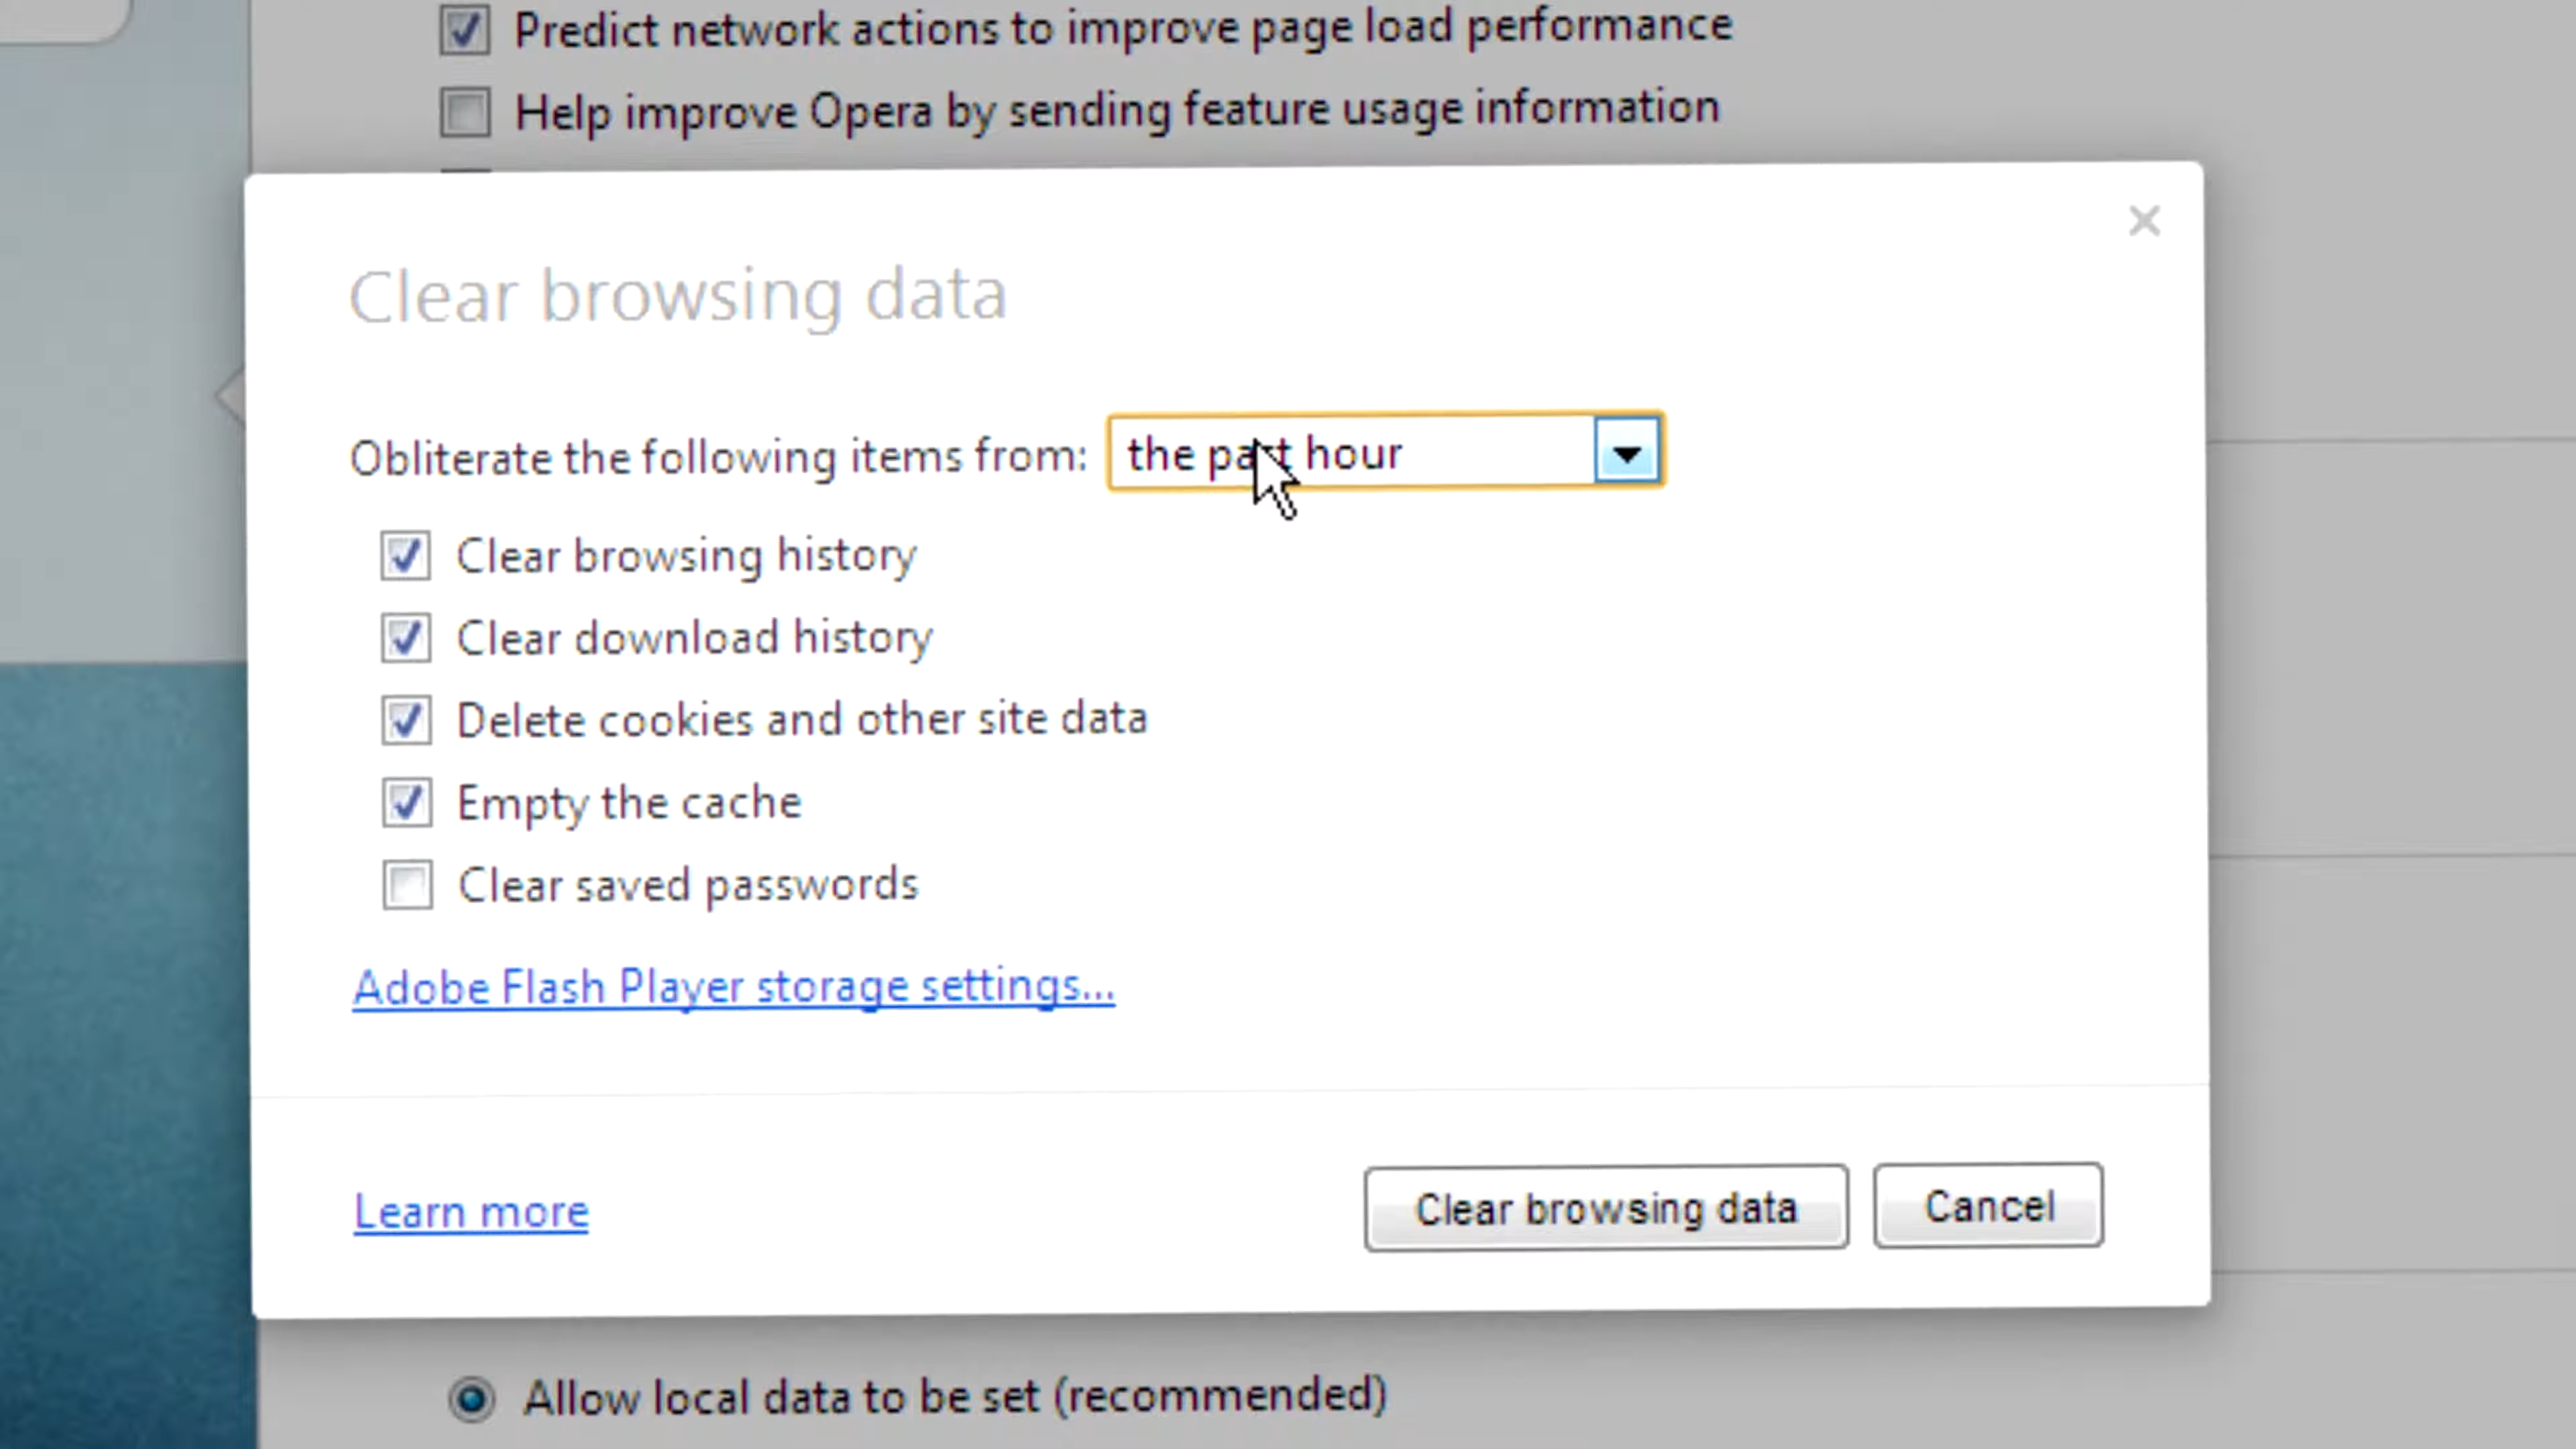 Predict network actions to improve page load performance
Help improve Opera by sending feature usage information
Clear browsing data
Obliterate the following items from: the past hour
Clear browsing history
Clear download history
Delete cookies and other site data
Empty the cache
Clear saved passwords
Adobe Flash Player storage settings...
Learn more
Clear browsing data
Cancel
Allow local data to be set (recommended)